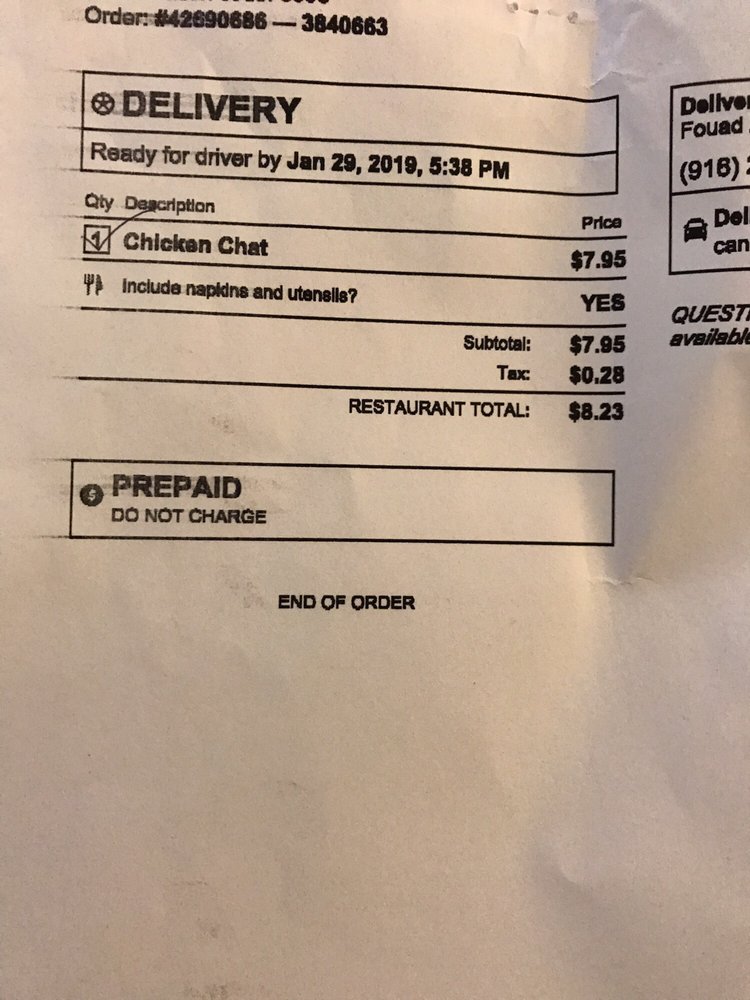 Order: #42690686 — 3840663
DELIVERY
Ready for driver by Jan 29, 2019, 5:38 PM
Qty Description Price
1 Chicken Chat $7.95
Include napkins and utensils? YES
Subtotal: $7.95
Tax: $0.28
RESTAURANT TOTAL: $8.23
$ PREPAID
DO NOT CHARGE
END OF ORDER
Fouad
(916)